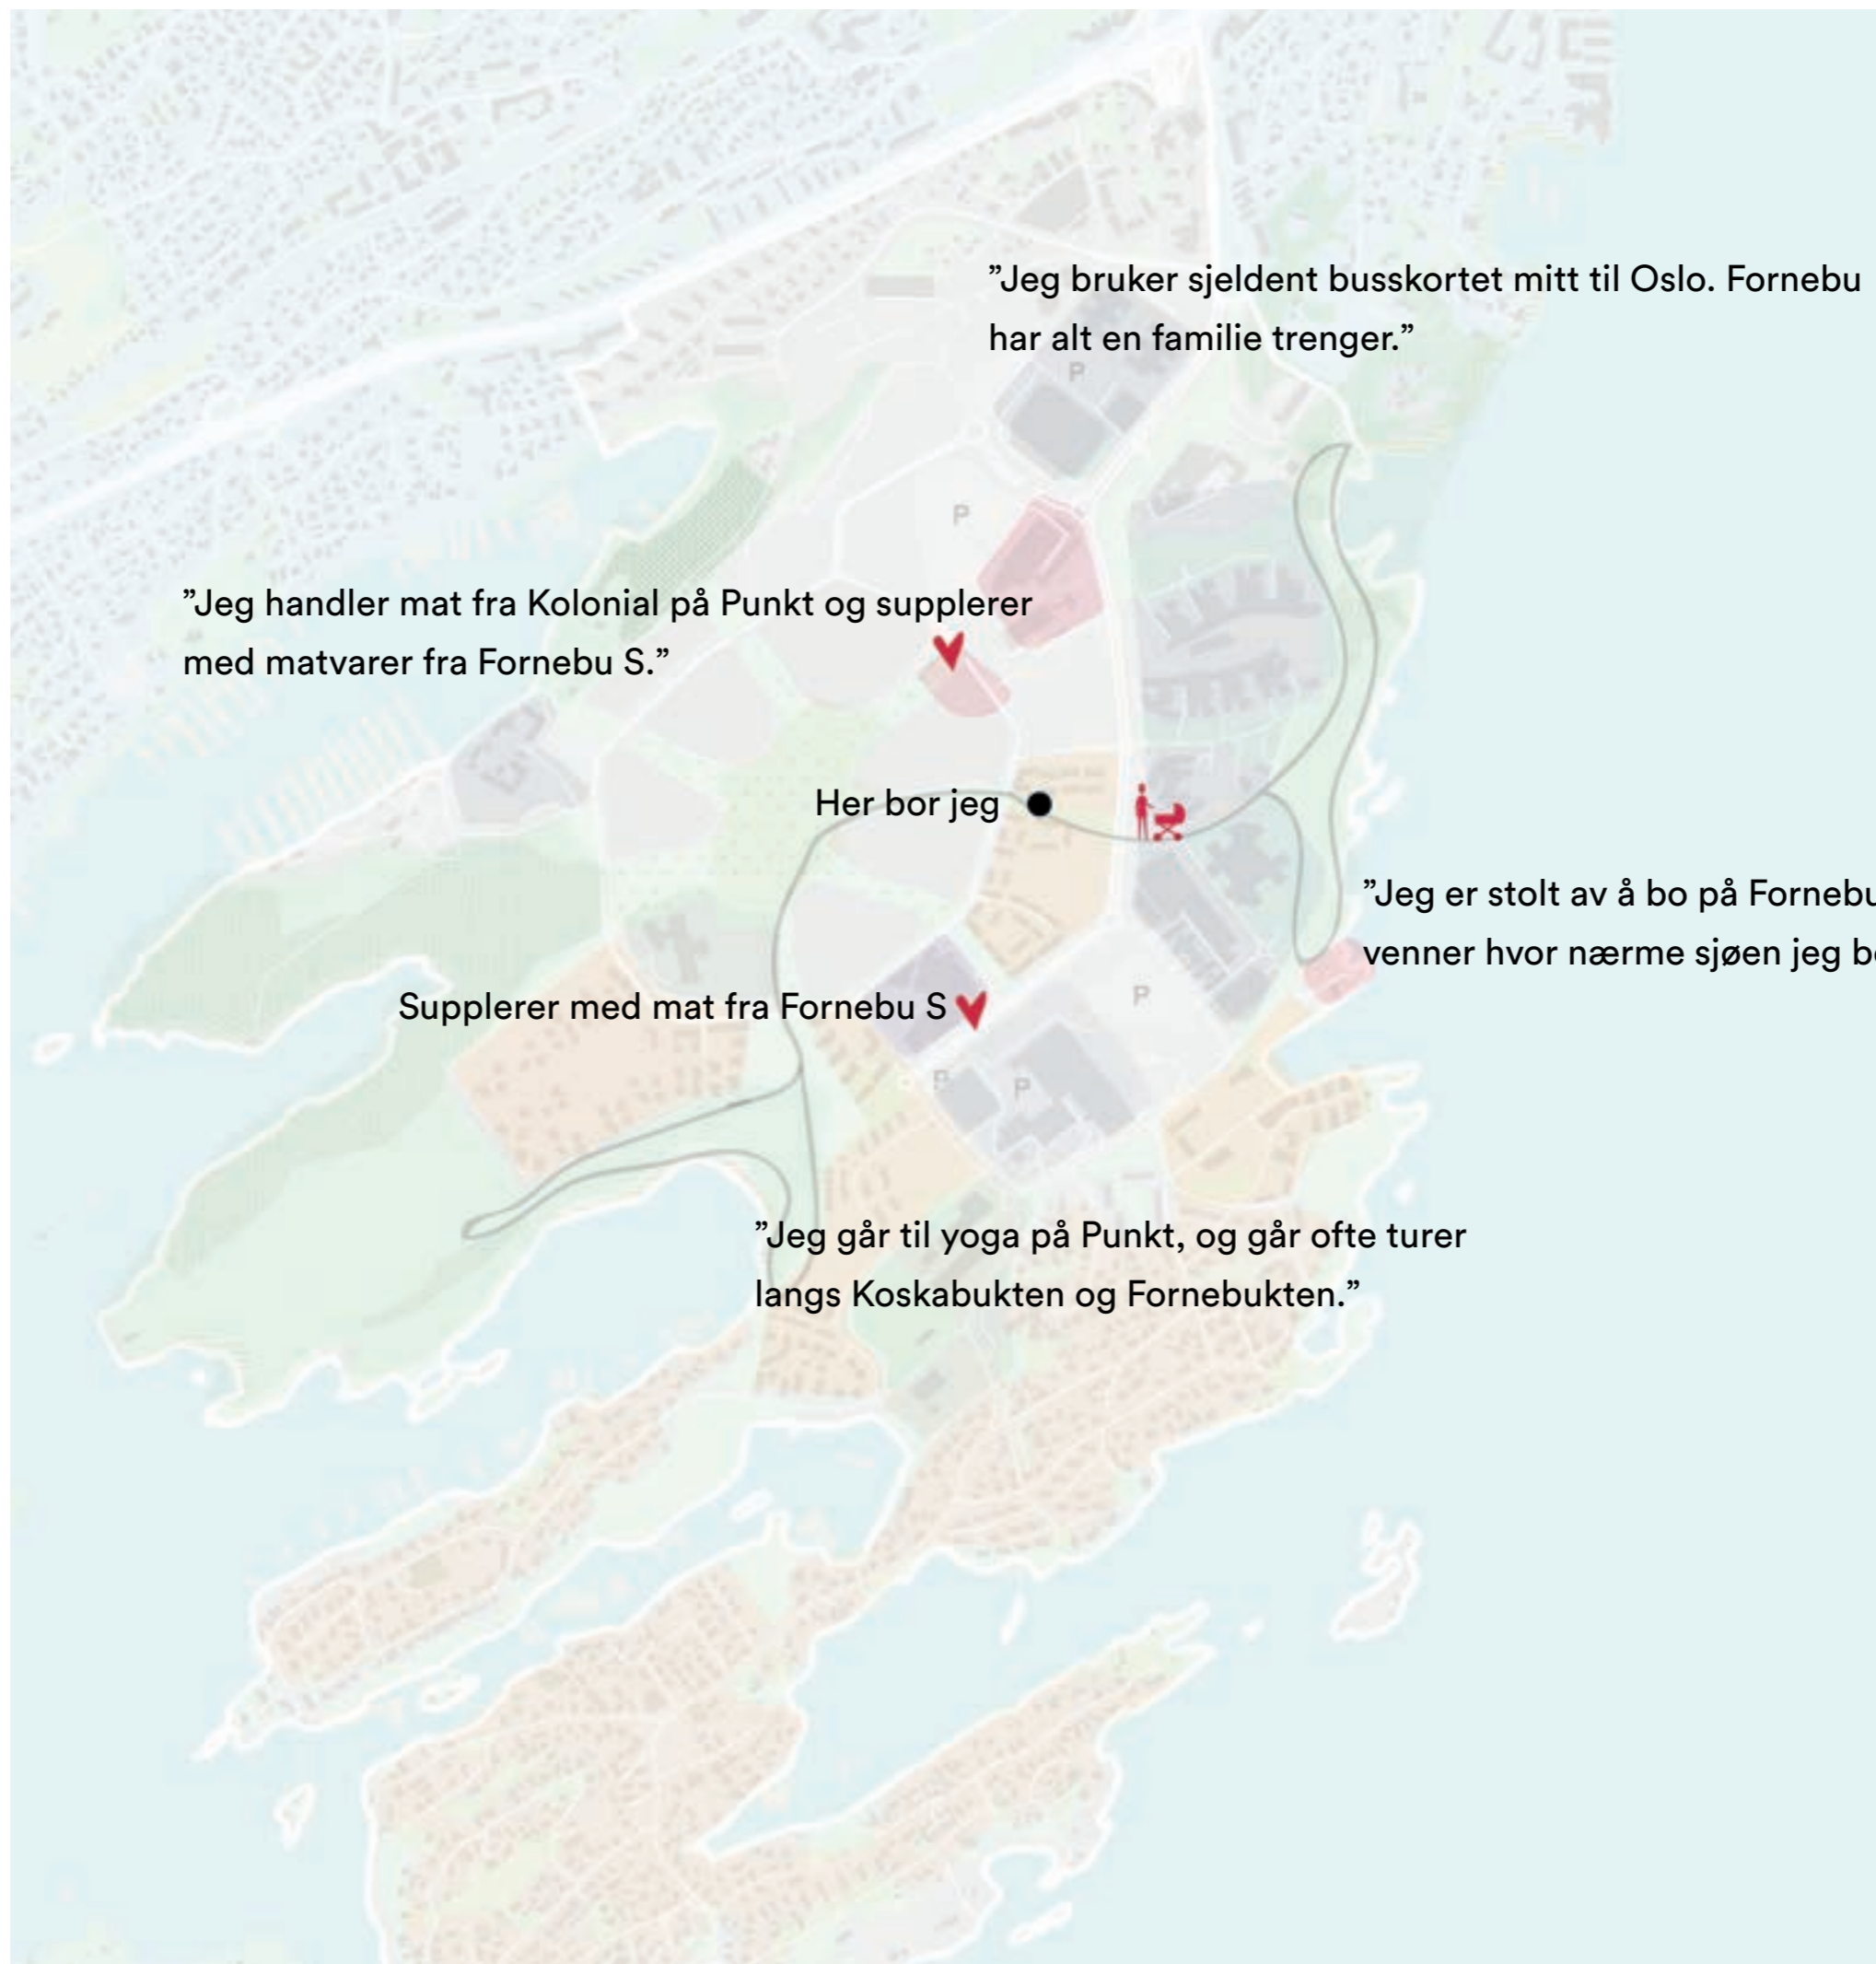 ”Jeg bruker sjeldent busskortet mitt til Oslo. Fornebu
har alt en familie trenger.”
P
P
”Jeg handler mat fra Kolonial på Punkt og supplerer
med matvarer fra Fornebu S.”
Her bor jeg
”Jeg er stolt av å bo på Fornebu
venner hvor nærme sjøen jeg
P
Supplerer med mat fra Fornebu S
P
P
”Jeg går til yoga på Punkt, og går ofte turer
langs Koskabukten og Fornebukten.”